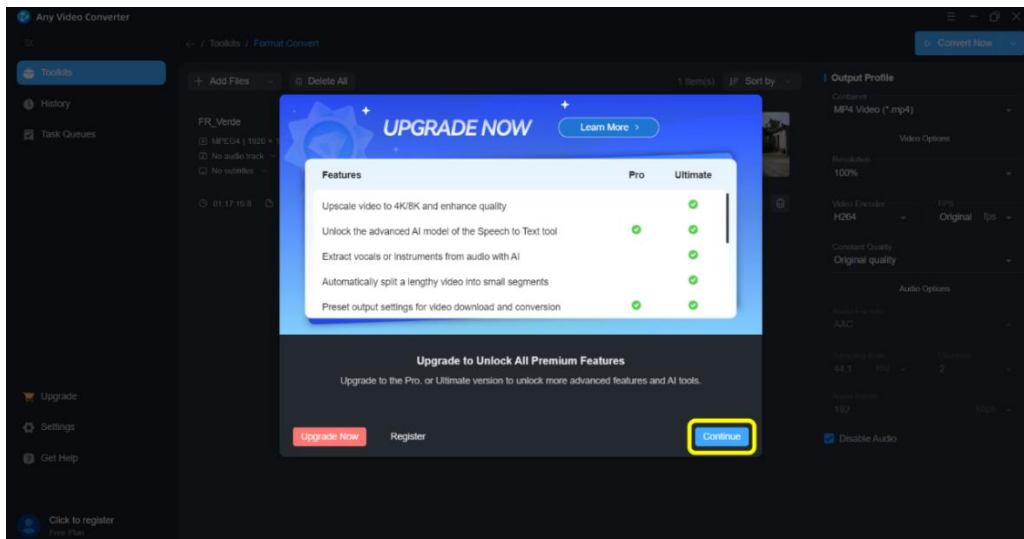 Any Video Converter
← / Toolkits / Format Convert
Convert Now
Toolkits
History
Task Queues
Upgrade
Settings
Get Help
Click to register
Free Plan
+ Add Files
Delete All
1 Item(s)
Sort by
FR_Verde
MPEG4 | 1920 ×
No audio track
No subtitles
UPGRADE NOW
Learn More >
Features Pro Ultimate
Upscale video to 4K/8K and enhance quality
Unlock the advanced AI model of the Speech to Text tool
Extract vocals or instruments from audio with AI
Automatically split a lengthy video into small segments
Preset output settings for video download and conversion
Upgrade to Unlock All Premium Features
Upgrade to the Pro. or Ultimate version to unlock more advanced features and AI tools.
Upgrade Now
Register
Continue
Output Profile
Container
MP4 Video (*.mp4)
Video Options
Resolution
100%
Video Encoder FPS
H264 Original fps
Constant Quality
Original quality
Audio Options
AAC
44.1 2
192 Kbps
Disable Audio